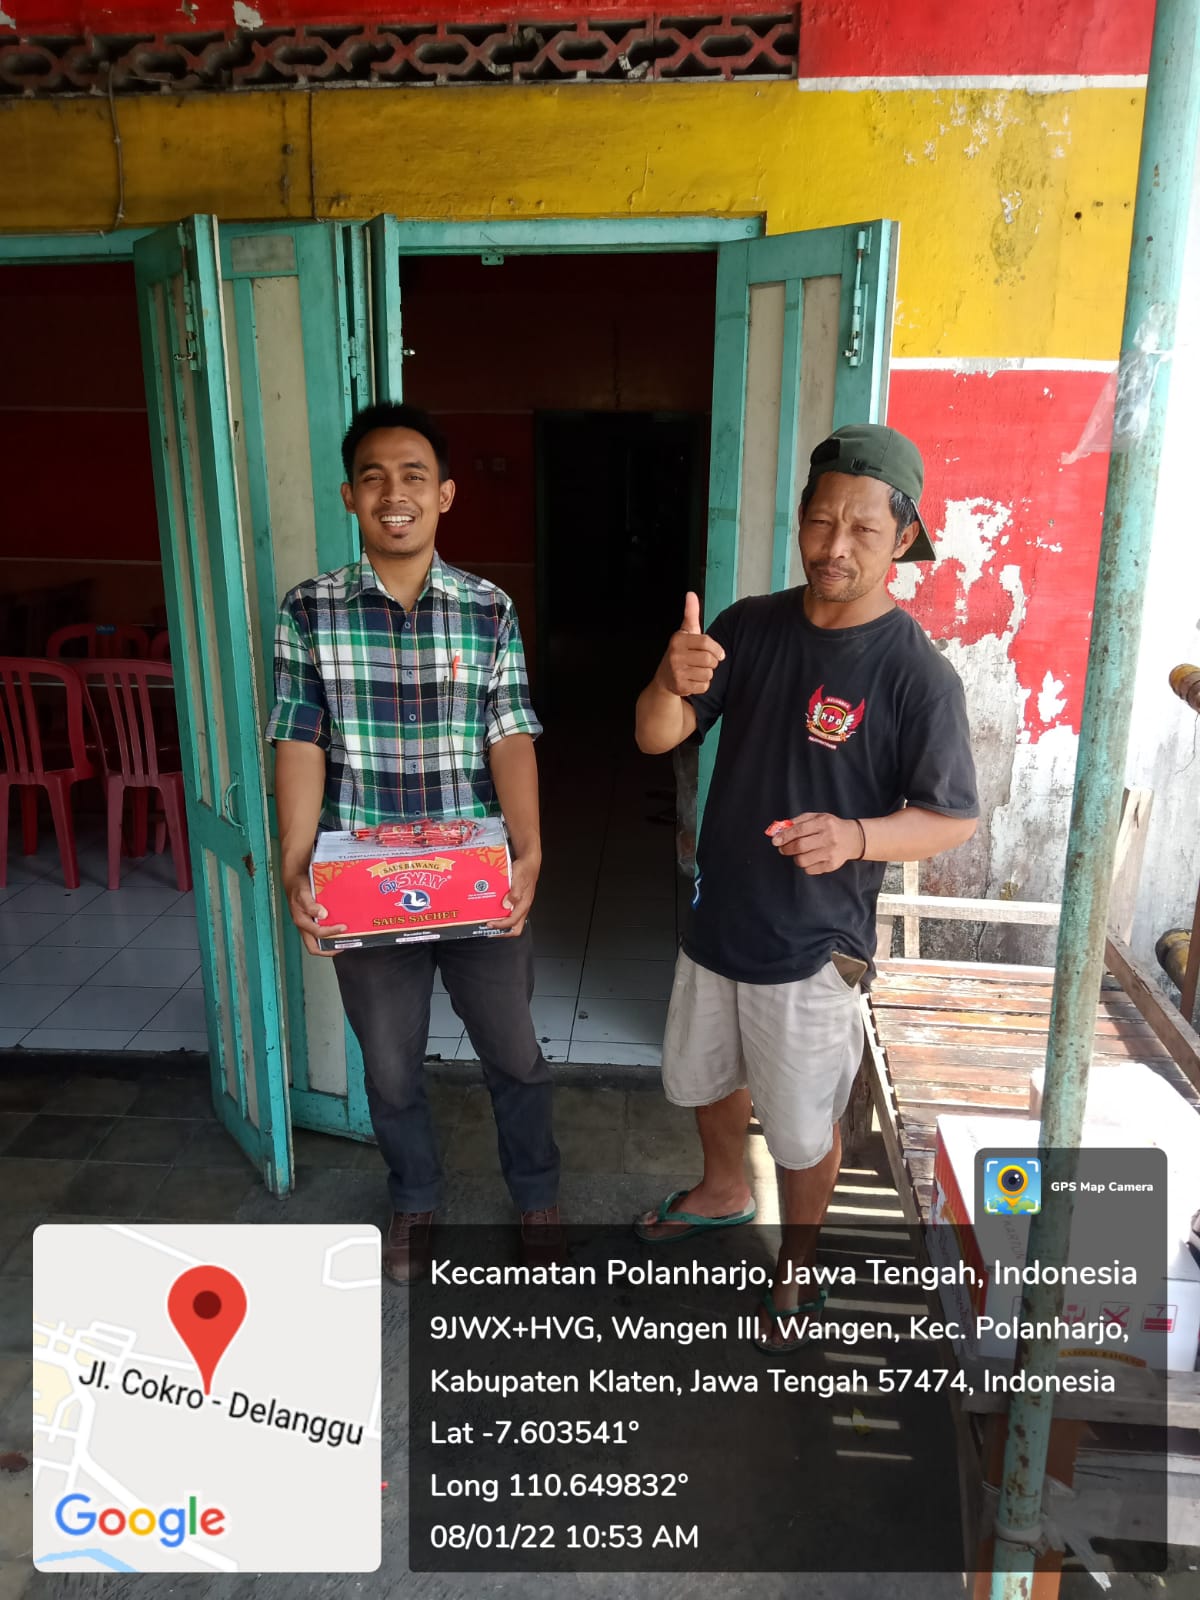 SAUS BAWANG
SWAN
SAUS SACHET
KDD
GPS Map Camera
Jl. Cokro - Delanggu
Google
Kecamatan Polanharjo, Jawa Tengah, Indonesia
9JWX+HVG, Wangen III, Wangen, Kec. Polanharjo,
Kabupaten Klaten, Jawa Tengah 57474, Indonesia
Lat -7.603541°
Long 110.649832°
08/01/22 10:53 AM